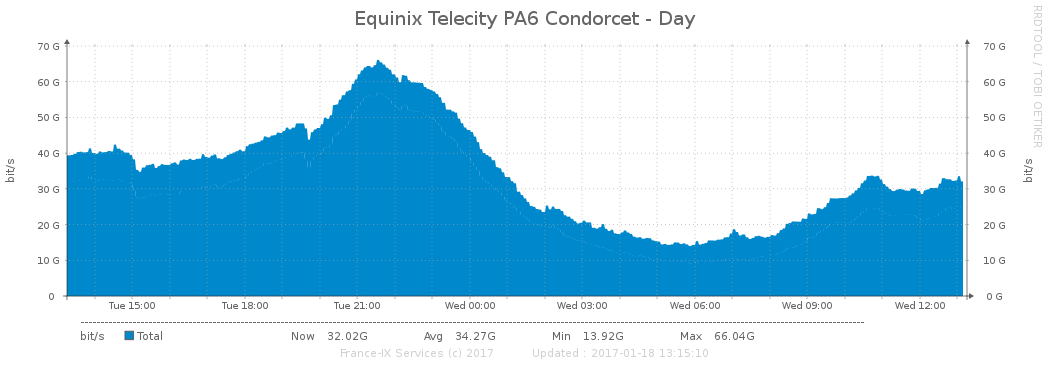 Equinix Telecity PA6 Condorcet - Day
RRDTOOL / TOBI OETIKER
bit/s
70 G
60 G
50 G
40 G
30 G
20 G
10 G
0
70 G
60 G
50 G
40 G
30 G
20 G
10 G
0 G
bit/s
Tue 15:00 Tue 18:00 Tue 21:00 Wed 00:00 Wed 03:00 Wed 06:00 Wed 09:00 Wed 12:00
bit/s Total Now 32.02G Avg 34.27G Min 13.92G Max 66.04G
France-IX Services (c) 2017 Updated : 2017-01-18 13:15:10